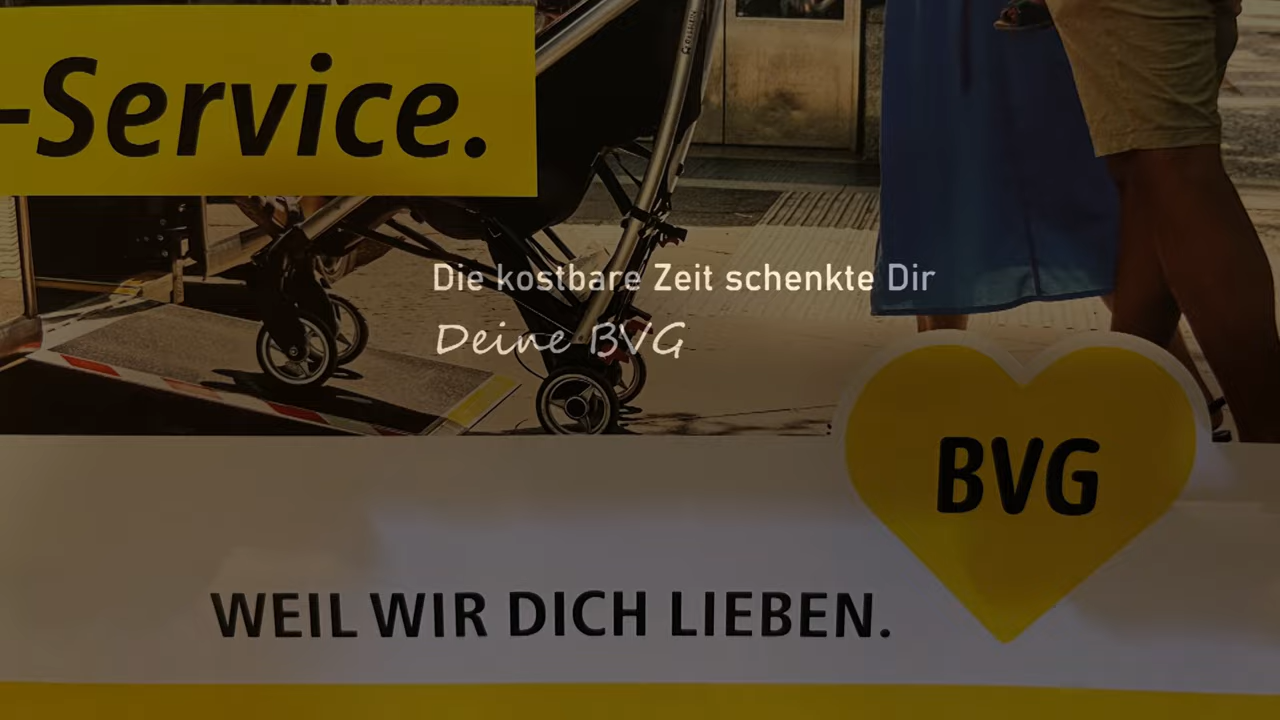 -Service.
Die kostbare Zeit schenkte Dir
Deine BVG
BVG
WEIL WIR DICH LIEBEN.